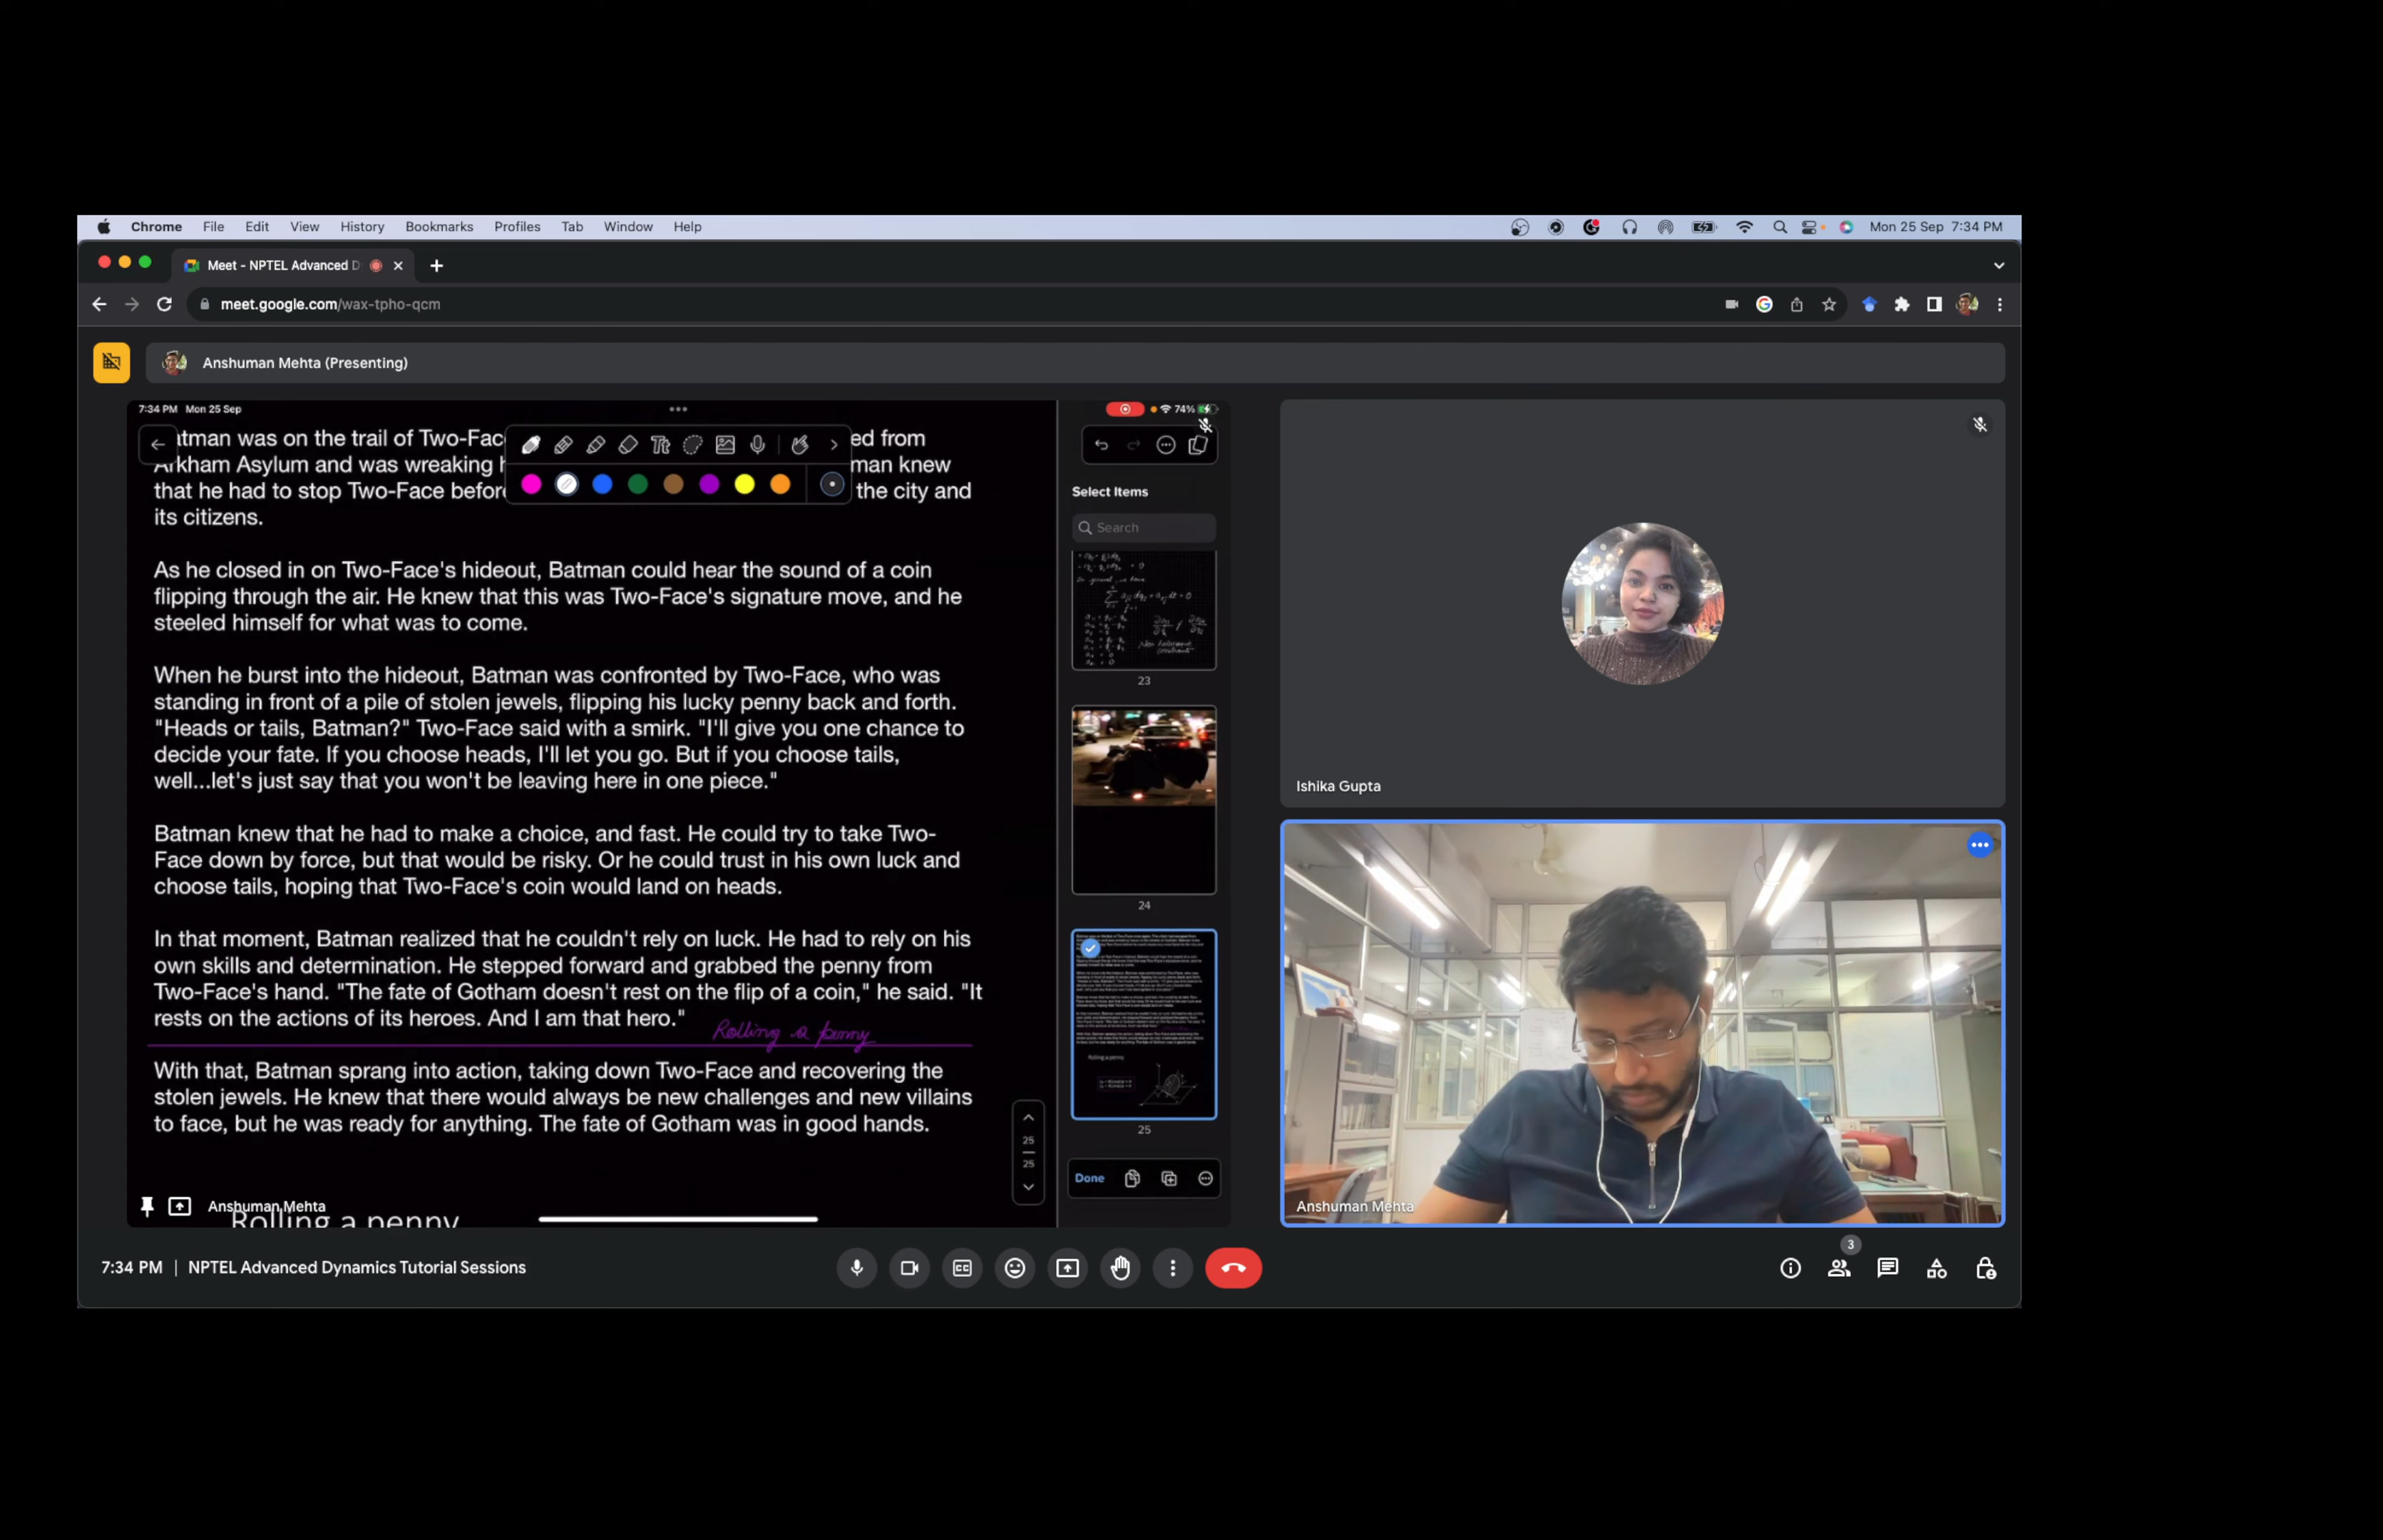 Chrome File Edit View History Bookmarks Profiles Tab Window Help
Mon 25 Sep 7:34 PM
Meet - NPTEL Advanced D
meet.google.com/wax-tpho-qcm
Anshuman Mehta (Presenting)
7:34 PM Mon 25 Sep
74%
atman was on the trail of Two-Fac ed from
Arkham Asylum and was wreaking h man knew
that he had to stop Two-Face before the city and
its citizens.
As he closed in on Two-Face's hideout, Batman could hear the sound of a coin
flipping through the air. He knew that this was Two-Face's signature move, and he
steeled himself for what was to come.
When he burst into the hideout, Batman was confronted by Two-Face, who was
standing in front of a pile of stolen jewels, flipping his lucky penny back and forth.
"Heads or tails, Batman?" Two-Face said with a smirk. "I'll give you one chance to
decide your fate. If you choose heads, I'll let you go. But if you choose tails,
well...let's just say that you won't be leaving here in one piece."
Batman knew that he had to make a choice, and fast. He could try to take Two-
Face down by force, but that would be risky. Or he could trust in his own luck and
choose tails, hoping that Two-Face's coin would land on heads.
In that moment, Batman realized that he couldn't rely on luck. He had to rely on his
own skills and determination. He stepped forward and grabbed the penny from
Two-Face's hand. "The fate of Gotham doesn't rest on the flip of a coin," he said. "It
rests on the actions of its heroes. And I am that hero."
Rolling a penny
With that, Batman sprang into action, taking down Two-Face and recovering the
stolen jewels. He knew that there would always be new challenges and new villains
to face, but he was ready for anything. The fate of Gotham was in good hands.
25
25
Anshuman Mehta
Rolling a penny
Select Items
Search
In general, we have
23
24
Rolling a penny
25
Done
Ishika Gupta
Anshuman Mehta
7:34 PM | NPTEL Advanced Dynamics Tutorial Sessions
CC
3